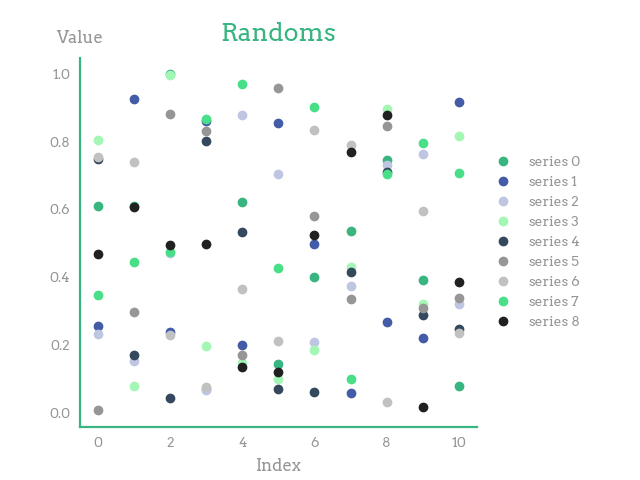 Randoms
Value
1.0
0.8
0.6
0.4
0.2
0.0
0 2 4 6 8 10
Index
series 0
series 1
series 2
series 3
series 4
series 5
series 6
series 7
series 8